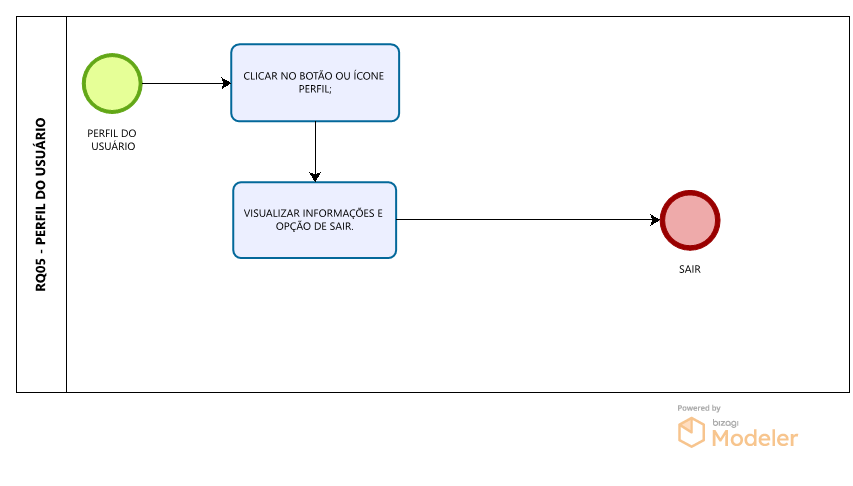 RQ05 - PERFIL DO USUÁRIO
PERFIL DO
USUÁRIO
CLICAR NO BOTÃO OU ÍCONE
PERFIL;
VISUALIZAR INFORMAÇÕES E
OPÇÃO DE SAIR.
SAIR
Powered by
bizagi
Modeler